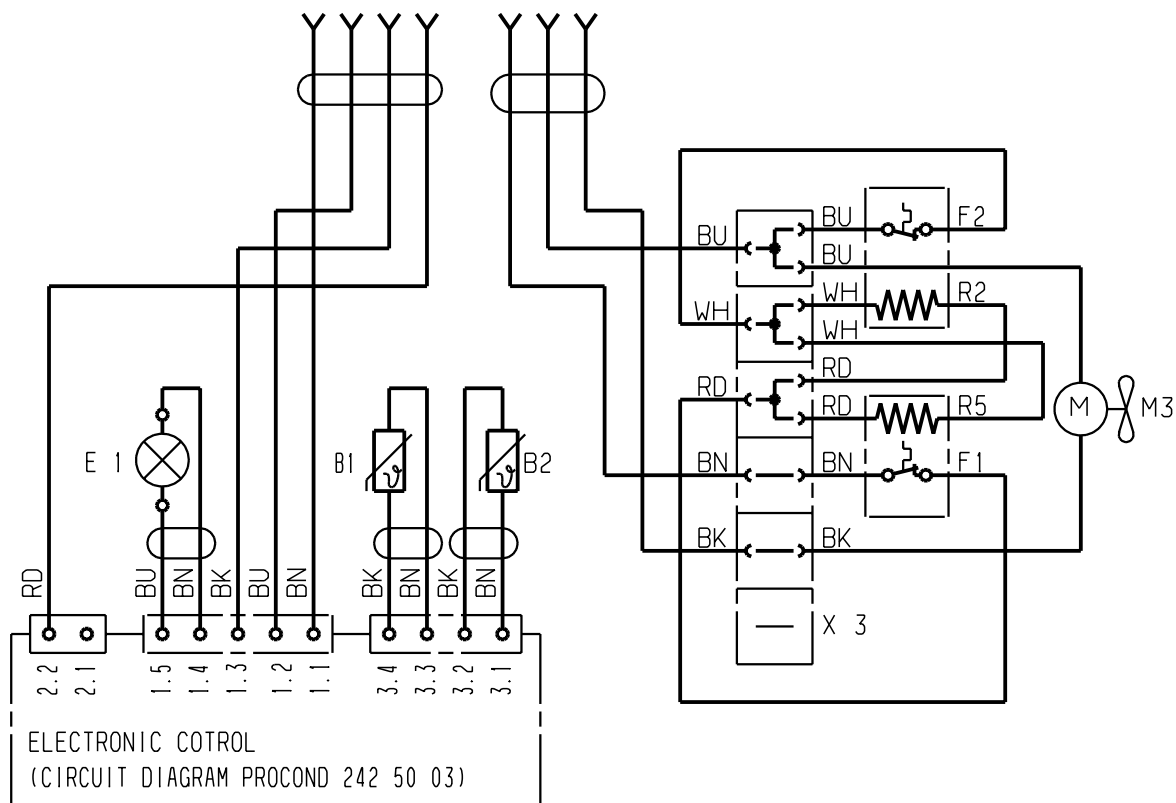 BU F2
BU
BU
WH R2
WH
WH
RD
RD
RD R5
M M3
E 1 B1 B2
BN BN F1
BK BK
RD BU BN BK BU BN BK BN BK BN
X 3
2.2 2.1 1.5 1.4 1.3 1.2 1.1 3.4 3.3 3.2 3.1
ELECTRONIC COTROL
(CIRCUIT DIAGRAM PROCOND 242 50 03)